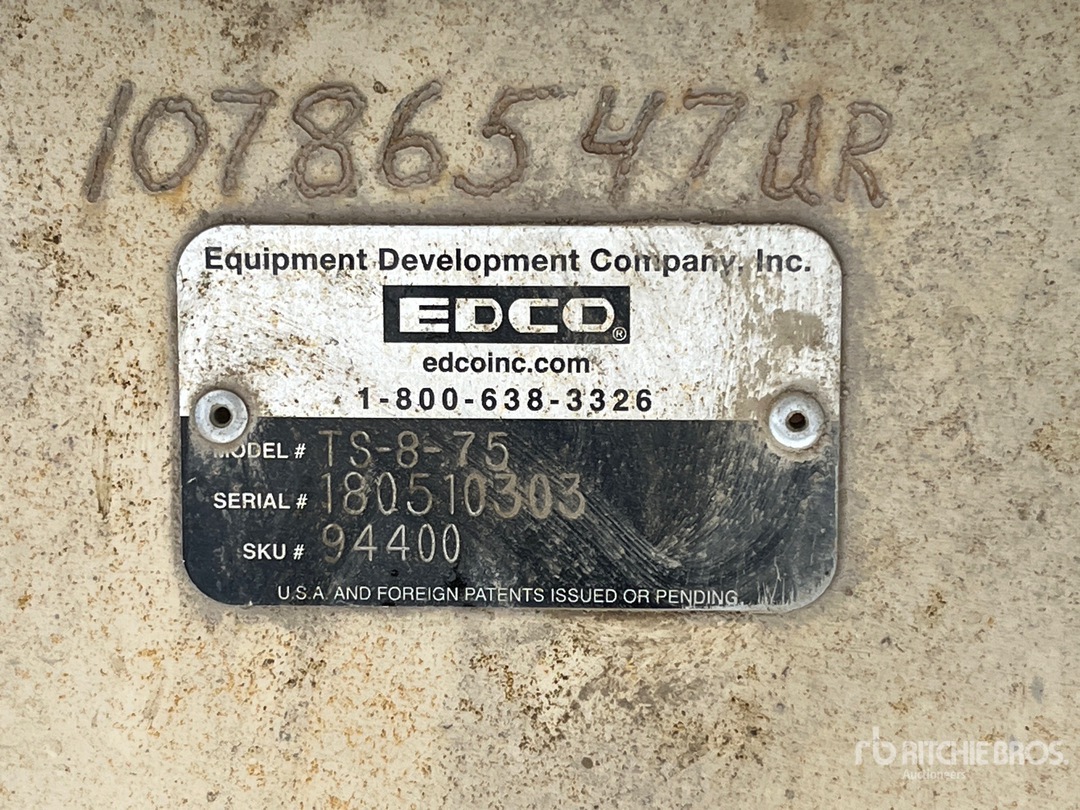 10786547UR
Equipment Development Company, Inc.
EDCO®
edcoinc.com
1-800-638-3326
MODEL # TS-8-75
SERIAL # 180510303
SKU # 94400
U.S.A. AND FOREIGN PATENTS ISSUED OR PENDING.
rb RITCHIE BROS.
Auctioneers